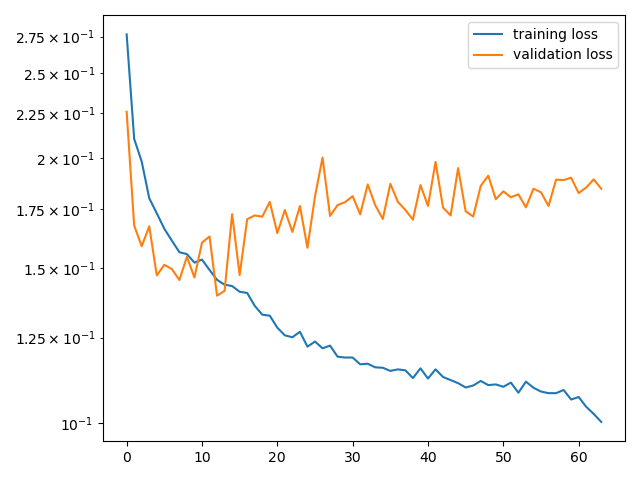 training loss
validation loss
2.75 × 10⁻¹
2.5 × 10⁻¹
2.25 × 10⁻¹
2 × 10⁻¹
1.75 × 10⁻¹
1.5 × 10⁻¹
1.25 × 10⁻¹
10⁻¹
0 10 20 30 40 50 60